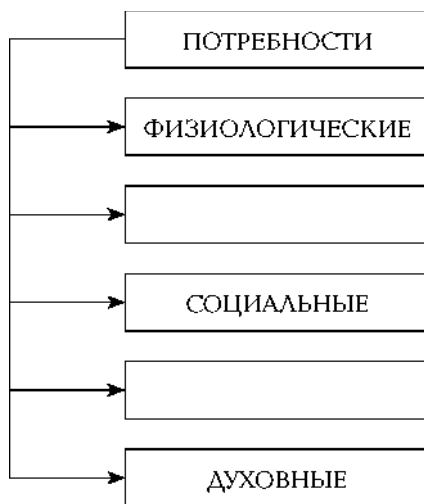 ПОТРЕБНОСТИ
ФИЗИОЛОГИЧЕСКИЕ
СОЦИАЛЬНЫЕ
ДУХОВНЫЕ